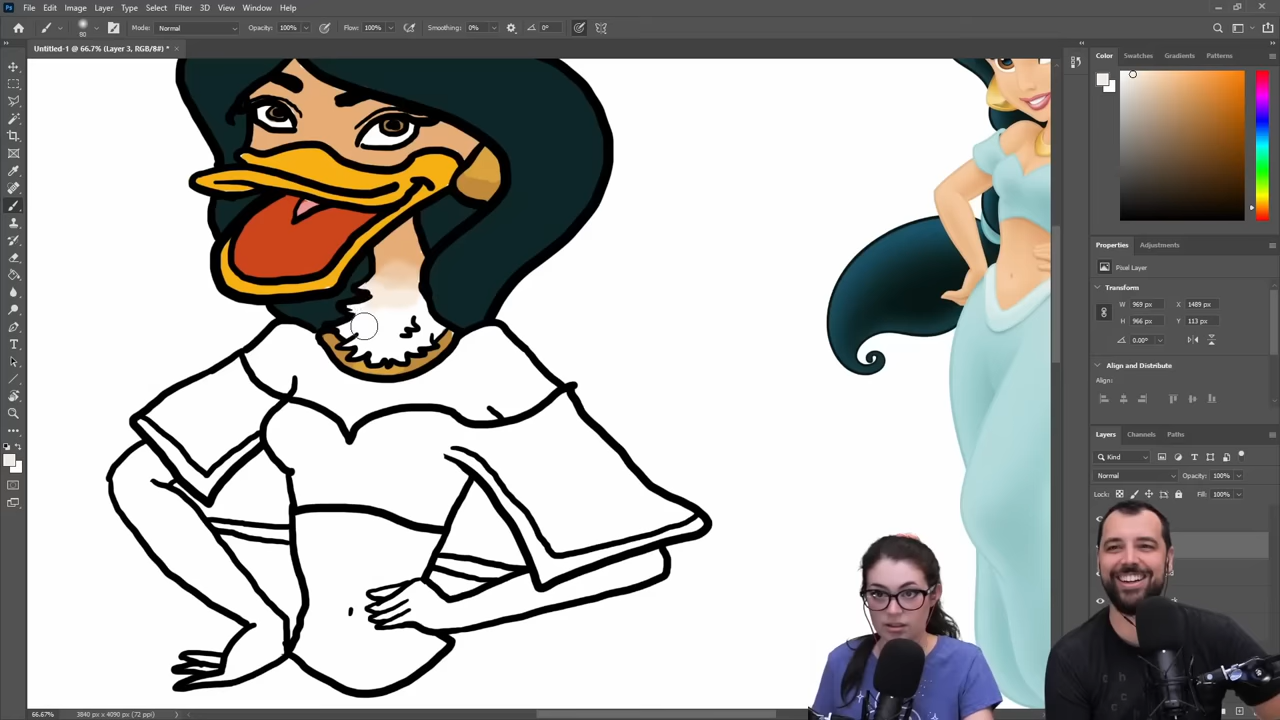 File Edit Image Layer Type Select Filter 3D View Window Help
80 Mode: Normal Opacity: 100% Flow: 100% Smoothing: 0% 0°
Untitled-1 @ 66.7% (Layer 3, RGB/8#) *
Color Swatches Gradients Patterns
Properties Adjustments
Pixel Layer
Transform
W 969 px X 1489 px
H 966 px Y 113 px
0.00°
Align and Distribute
Align:
Layers Channels Paths
Kind
Normal Opacity: 100%
Lock: Fill: 100%
66.67% 3840 px x 4090 px (72 ppi)